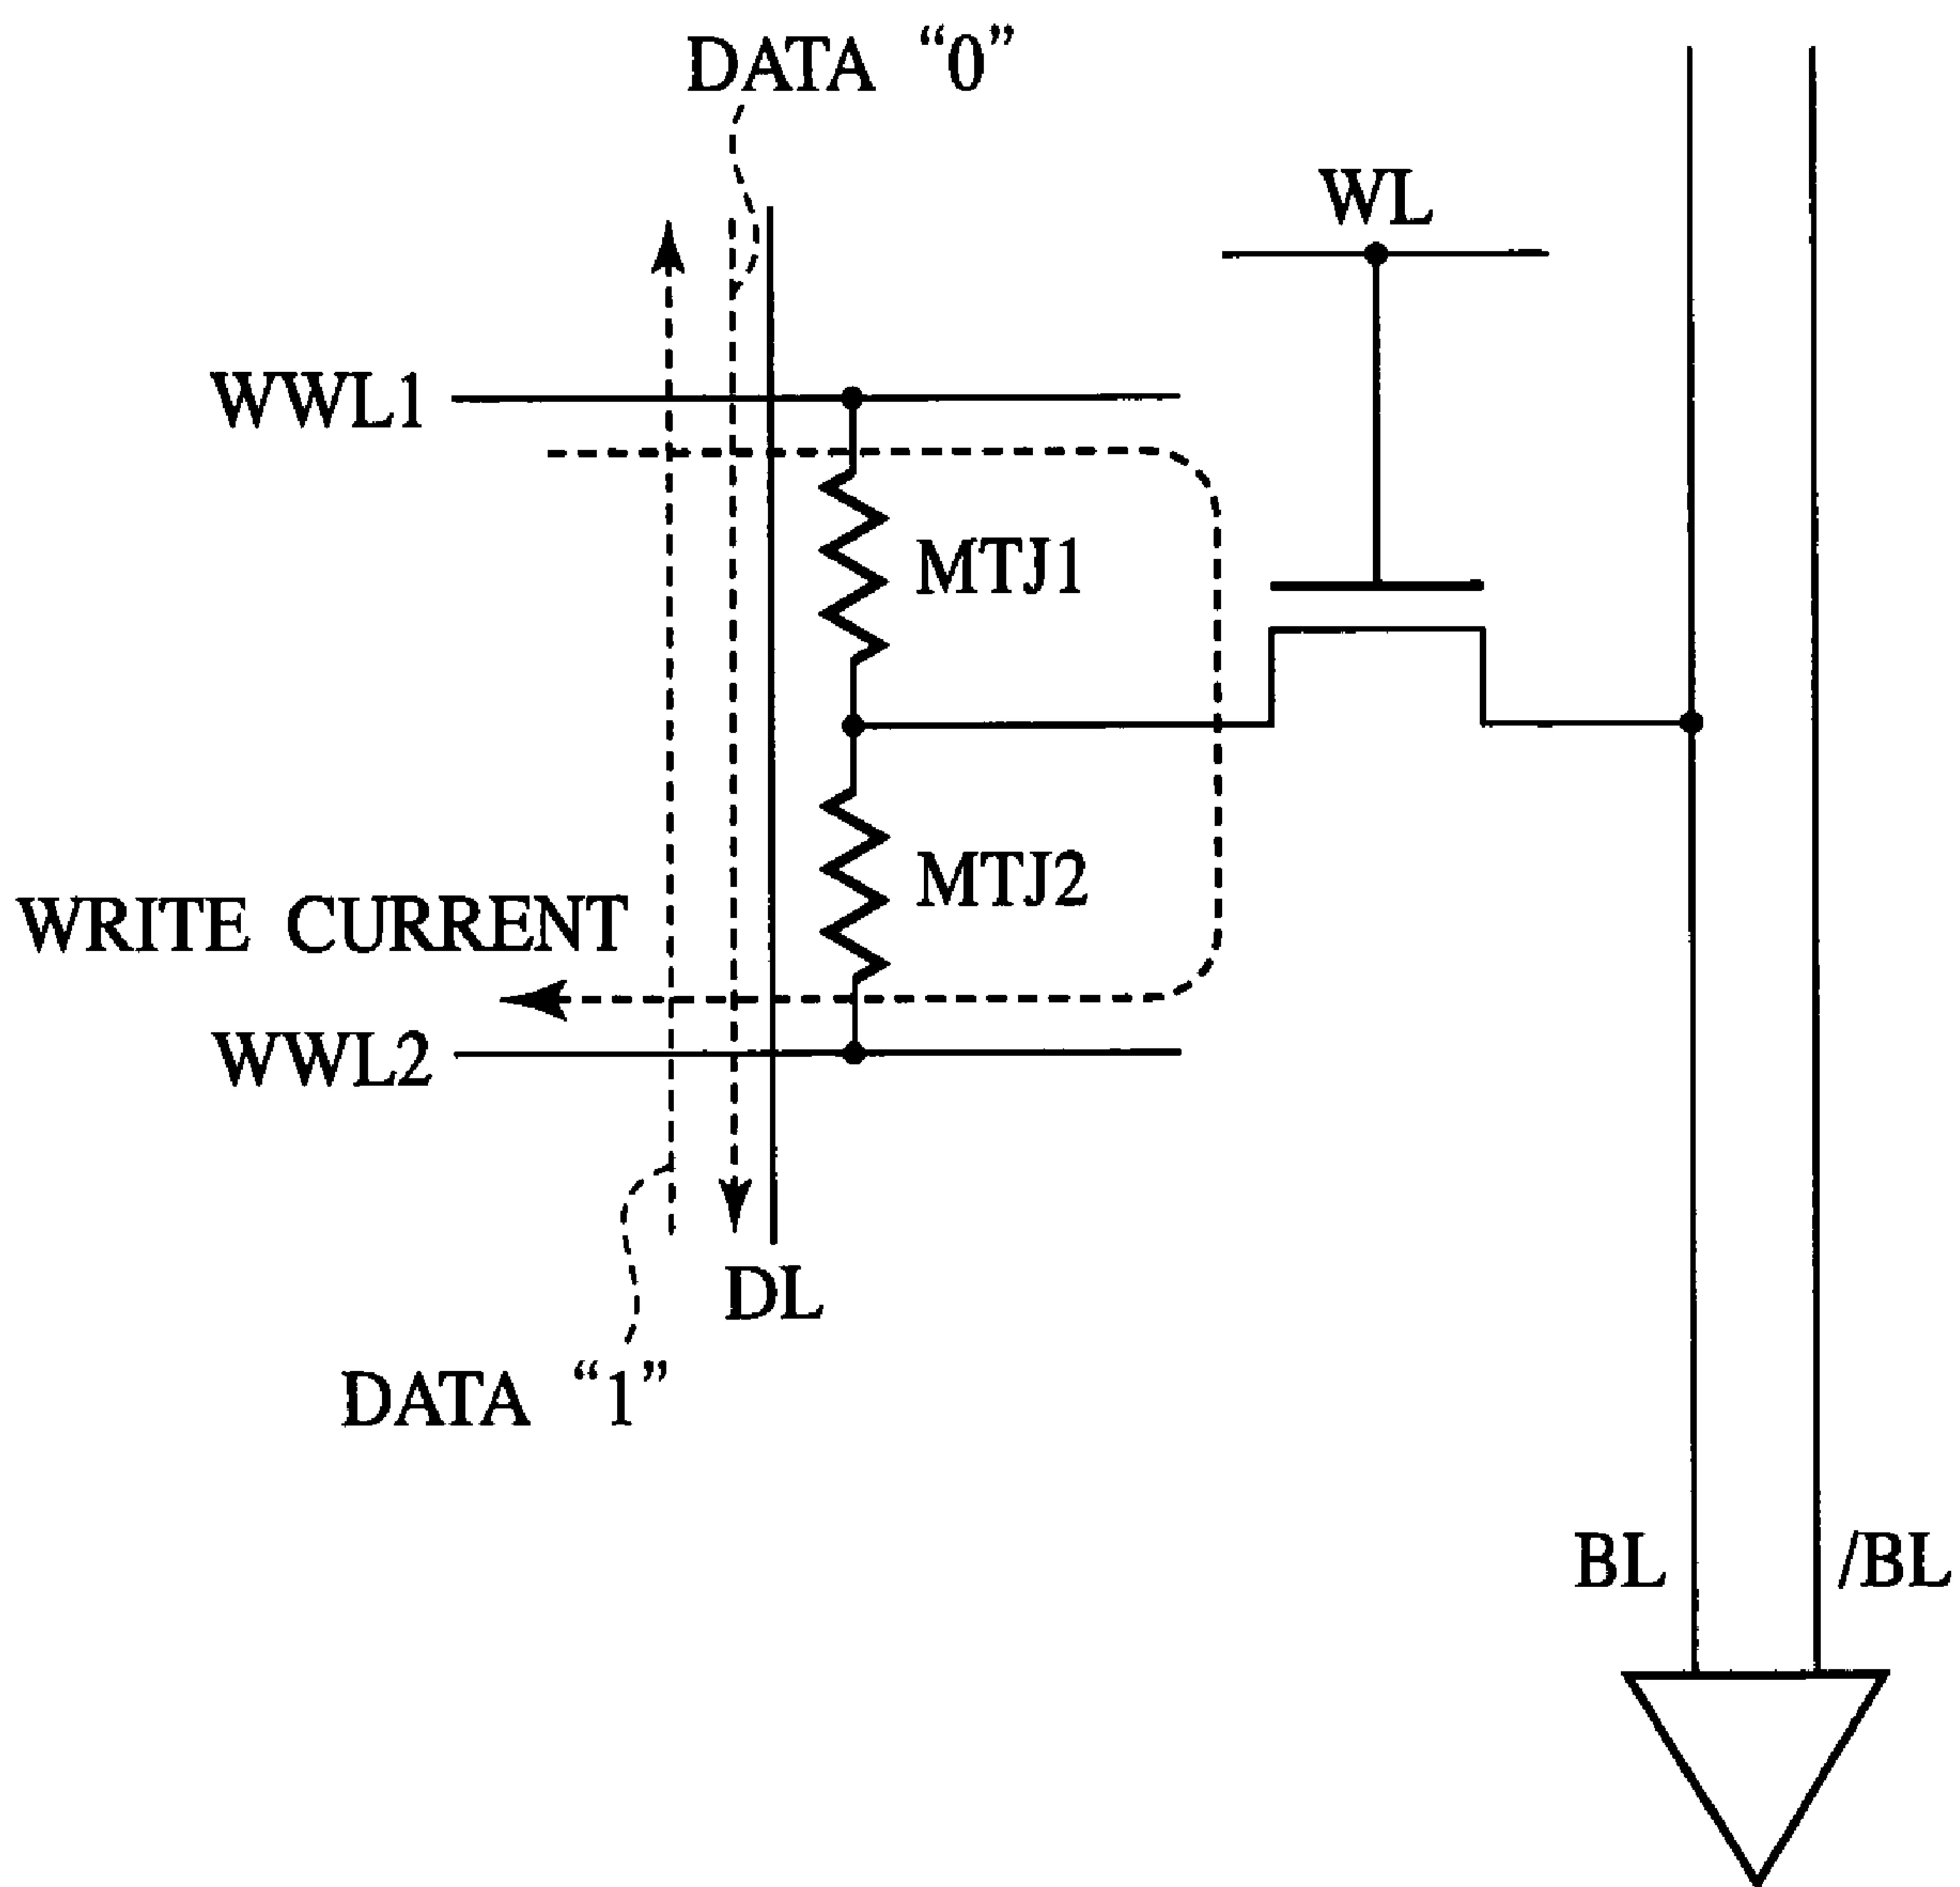 DATA “0”
WL
WWL1
MTJ1
MTJ2
WRITE CURRENT
WWL2
DL
DATA “1”
BL
/BL